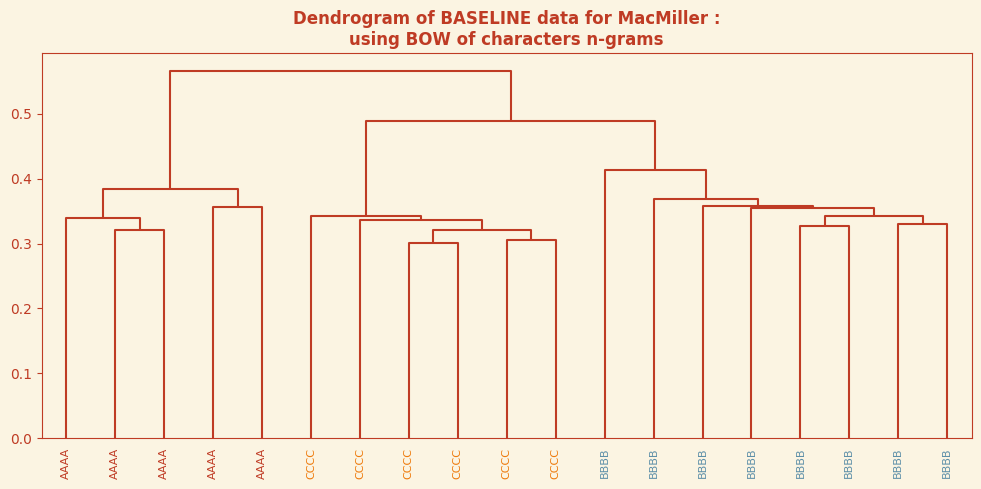 Dendrogram of BASELINE data for MacMiller :
using BOW of characters n-grams
0.5
0.4
0.3
0.2
0.1
0.0
AAAA AAAA AAAA AAAA AAAA CCCC CCCC CCCC CCCC CCCC CCCC BBBB BBBB BBBB BBBB BBBB BBBB BBBB BBBB